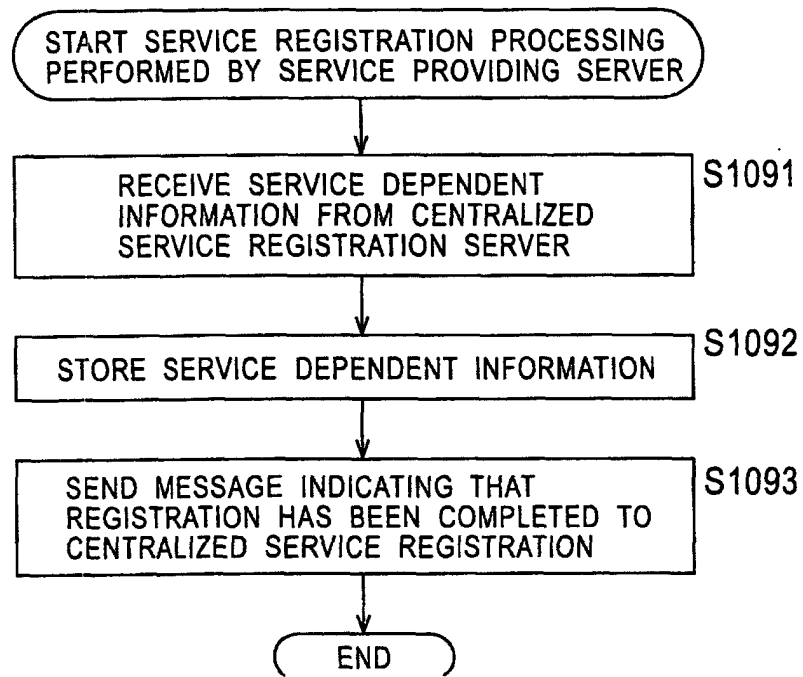 START SERVICE REGISTRATION PROCESSING
PERFORMED BY SERVICE PROVIDING SERVER
S1091
RECEIVE SERVICE DEPENDENT
INFORMATION FROM CENTRALIZED
SERVICE REGISTRATION SERVER
S1092
STORE SERVICE DEPENDENT INFORMATION
S1093
SEND MESSAGE INDICATING THAT
REGISTRATION HAS BEEN COMPLETED TO
CENTRALIZED SERVICE REGISTRATION
END